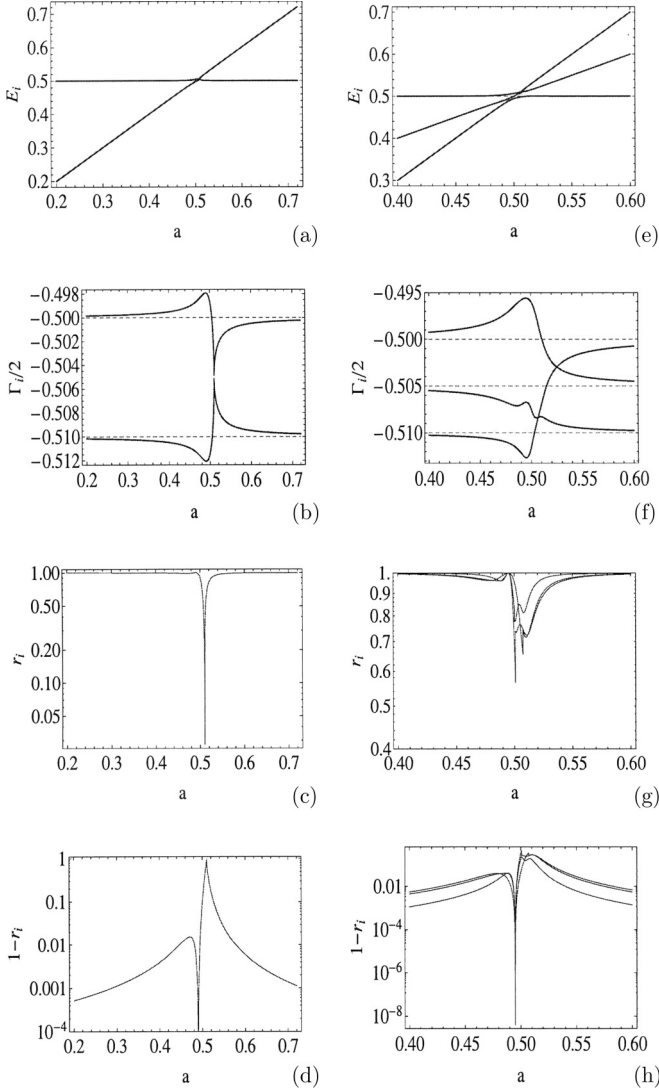 0.7
0.6
0.5
0.4
0.3
0.2
E_i
0.2 0.3 0.4 0.5 0.6 0.7
a
(a)
0.7
0.6
0.5
0.4
0.3
E_i
0.40 0.45 0.50 0.55 0.60
a
(e)
−0.498
−0.500
−0.502
−0.504
−0.506
−0.508
−0.510
−0.512
Γ_i/2
0.2 0.3 0.4 0.5 0.6 0.7
a
(b)
−0.495
−0.500
−0.505
−0.510
Γ_i/2
0.40 0.45 0.50 0.55 0.60
a
(f)
1.00
0.50
0.10
0.05
r_i
0.2 0.3 0.4 0.5 0.6 0.7
a
(c)
1.
0.9
0.8
0.7
0.6
0.5
0.4
r_i
0.40 0.45 0.50 0.55 0.60
a
(g)
1
0.1
0.01
0.001
10^−4
1−r_i
0.2 0.3 0.4 0.5 0.6 0.7
a
(d)
0.01
10^−4
10^−6
10^−8
1−r_i
0.40 0.45 0.50 0.55 0.60
a
(h)